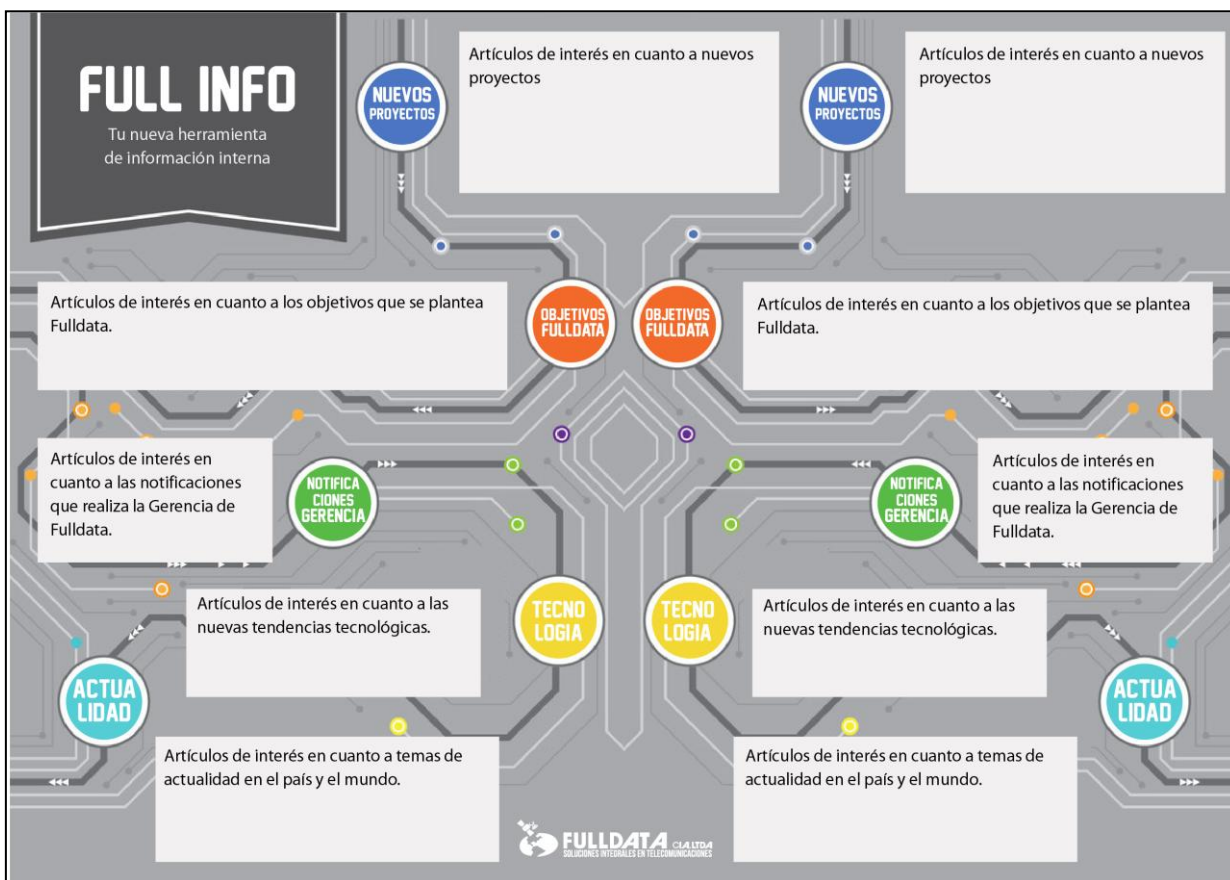 FULL INFO
Tu nueva herramienta
de información interna
NUEVOS
PROYECTOS
Artículos de interés en cuanto a nuevos
proyectos
NUEVOS
PROYECTOS
Artículos de interés en cuanto a nuevos
proyectos
Artículos de interés en cuanto a los objetivos que se plantea
Fulldata.
OBJETIVOS
FULLDATA
OBJETIVOS
FULLDATA
Artículos de interés en cuanto a los objetivos que se plantea
Fulldata.
Artículos de interés en
cuanto a las notificaciones
que realiza la Gerencia de
Fulldata.
NOTIFICA
CIONES
GERENCIA
NOTIFICA
CIONES
GERENCIA
Artículos de interés en
cuanto a las notificaciones
que realiza la Gerencia de
Fulldata.
Artículos de interés en cuanto a las
nuevas tendencias tecnológicas.
TECNO
LOGIA
TECNO
LOGIA
Artículos de interés en cuanto a las
nuevas tendencias tecnológicas.
ACTUA
LIDAD
Artículos de interés en cuanto a temas de
actualidad en el país y el mundo.
Artículos de interés en cuanto a temas de
actualidad en el país y el mundo.
ACTUA
LIDAD
FULLDATA CIA.LTDA
SOLUCIONES INTEGRALES EN TELECOMUNICACIONES